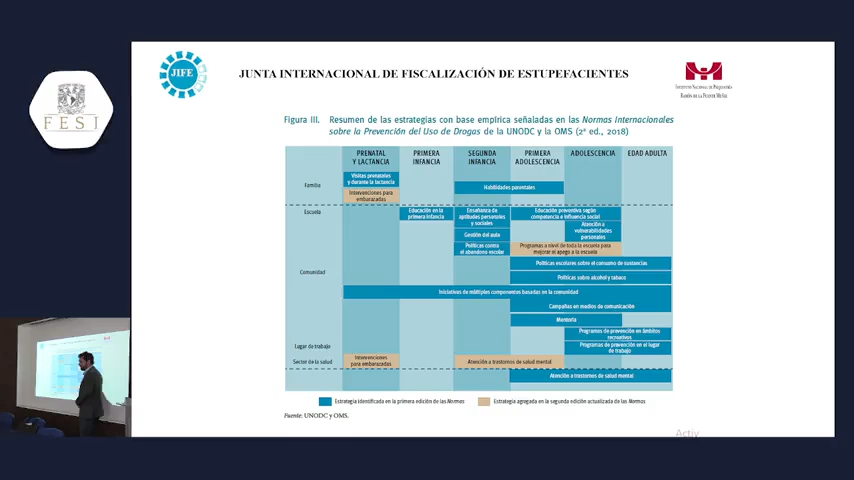 JIFE
JUNTA INTERNACIONAL DE FISCALIZACIÓN DE ESTUPEFACIENTES
INSTITUTO NACIONAL DE PSIQUIATRÍA
RAMÓN DE LA FUENTE MUÑIZ
FESI
Figura III. Resumen de las estrategias con base empírica señaladas en las Normas Internacionales
sobre la Prevención del Uso de Drogas de la UNODC y la OMS (2ª ed., 2018)
PRENATAL
Y LACTANCIA
PRIMERA
INFANCIA
SEGUNDA
INFANCIA
PRIMERA
ADOLESCENCIA
ADOLESCENCIA
EDAD ADULTA
Familia
Visitas prenatales
y durante la lactancia
Intervenciones para
embarazadas
Habilidades parentales
Escuela
Educación en la
primera infancia
Enseñanza de
aptitudes personales
y sociales
Educación preventiva según
competencia e influencia social
Gestión del aula
Atención a
vulnerabilidades
personales
Políticas contra
el abandono escolar
Programas a nivel de toda la escuela para
mejorar el apego a la escuela
Políticas escolares sobre el consumo de sustancias
Comunidad
Políticas sobre alcohol y tabaco
Iniciativas de múltiples componentes basadas en la comunidad
Campañas en medios de comunicación
Mentoría
Programas de prevención en ámbitos
recreativos
Lugar de trabajo
Programas de prevención en el lugar
de trabajo
Sector de la salud
Intervenciones
para embarazadas
Atención a trastornos de salud mental
Atención a trastornos de salud mental
Estrategia identificada en la primera edición de las Normas
Estrategia agregada en la segunda edición actualizada de las Normas
Fuente: UNODC y OMS.
Activ